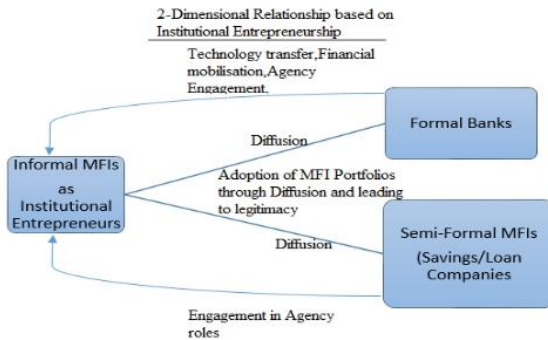 2-Dimensional Relationship based on
Institutional Entrepreneurship
Technology transfer,Financial
mobilisation,Agency
Engagement,
Formal Banks
Diffusion
Informal MFIs
as
Institutional
Entrepreneurs
Adoption of MFI Portfolios
through Diffusion and leading
to legitimacy
Diffusion
Semi-Formal MFIs
(Savings/Loan
Companies
Engagement in Agency
roles